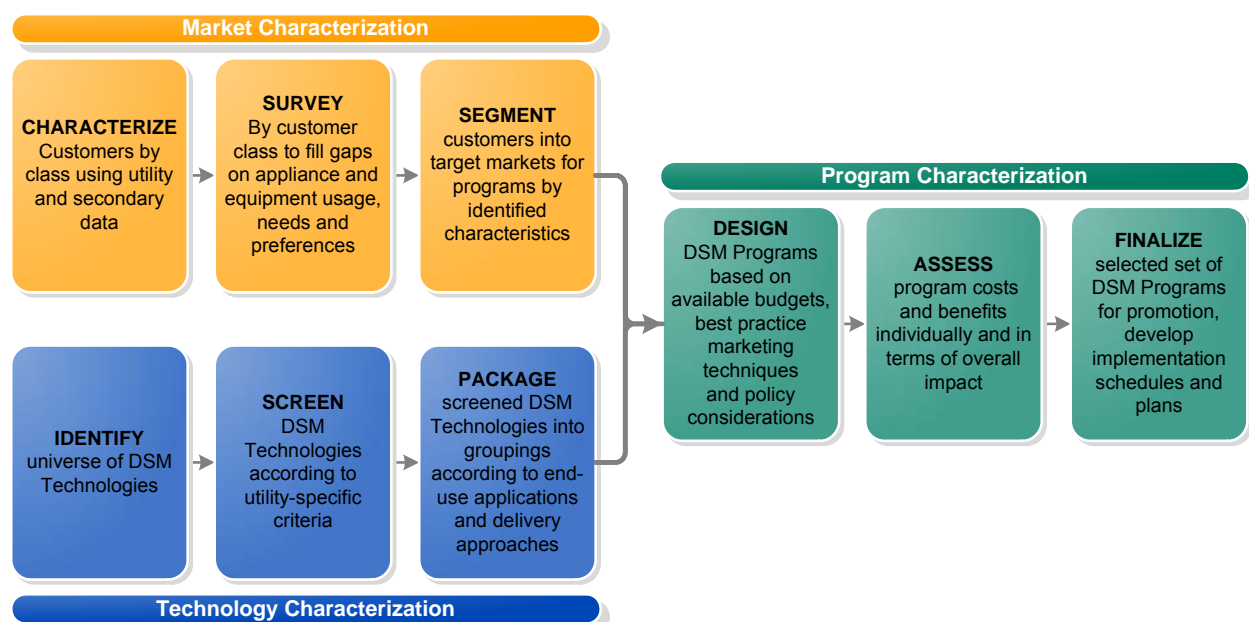 Market Characterization
CHARACTERIZE
Customers by
class using utility
and secondary
data
SURVEY
By customer
class to fill gaps
on appliance and
equipment usage,
needs and
preferences
SEGMENT
customers into
target markets for
programs by
identified
characteristics
Program Characterization
DESIGN
DSM Programs
based on
available budgets,
best practice
marketing
techniques
and policy
considerations
ASSESS
program costs
and benefits
individually and in
terms of overall
impact
FINALIZE
selected set of
DSM Programs
for promotion,
develop
implementation
schedules and
plans
IDENTIFY
universe of DSM
Technologies
SCREEN
DSM
Technologies
according to
utility-specific
criteria
PACKAGE
screened DSM
Technologies into
groupings
according to end-
use applications
and delivery
approaches
Technology Characterization